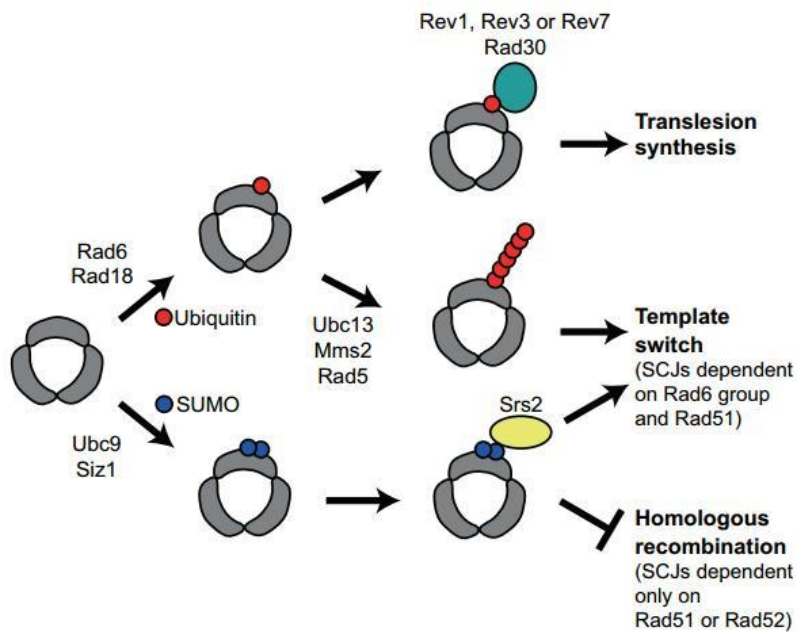 Rev1, Rev3 or Rev7
Rad30
Translesion
synthesis
Rad6
Rad18
Ubiquitin
Ubc13
Mms2
Rad5
Template
switch
(SCJs dependent
on Rad6 group
and Rad51)
SUMO
Srs2
Ubc9
Siz1
Homologous
recombination
(SCJs dependent
only on
Rad51 or Rad52)